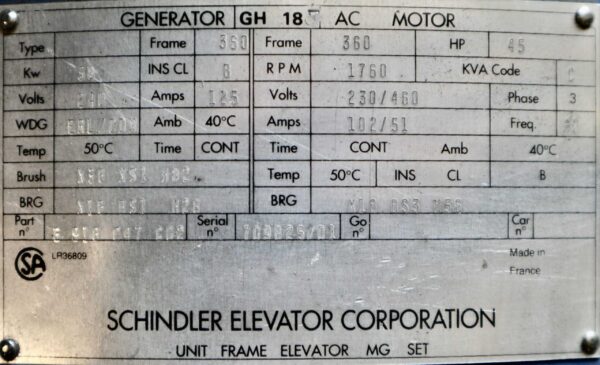 GENERATOR GH 18 AC MOTOR
Type Frame 360 Frame 360 HP 45
Kw INS CL B RPM 1760 KVA Code
Volts 240 Amps 125 Volts 230/460 Phase 3
WDG Amb 40°C Amps 102/51 Freq.
Temp 50°C Time CONT Time CONT Amb 40°C
Brush Temp 50°C INS CL B
BRG BRG
Part n° Serial n° Go n° Car n°
SA LR36809 Made in
France
SCHINDLER ELEVATOR CORPORATION
UNIT FRAME ELEVATOR MG SET